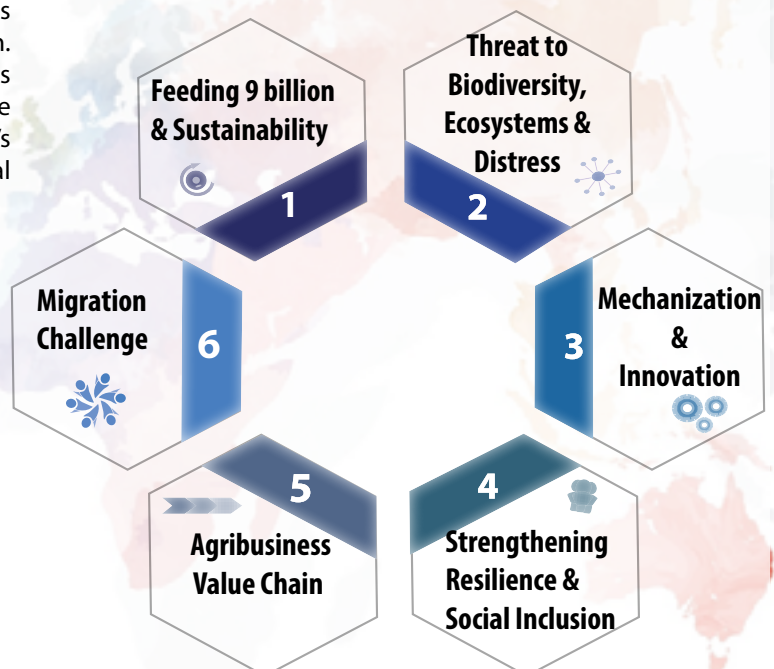 s
n.
s
e
's
al
Feeding 9 billion
& Sustainability
1
Threat to
Biodiversity,
Ecosystems &
Distress
2
Mechanization
&
Innovation
3
4
Strengthening
Resilience &
Social Inclusion
5
Agribusiness
Value Chain
Migration
Challenge
6